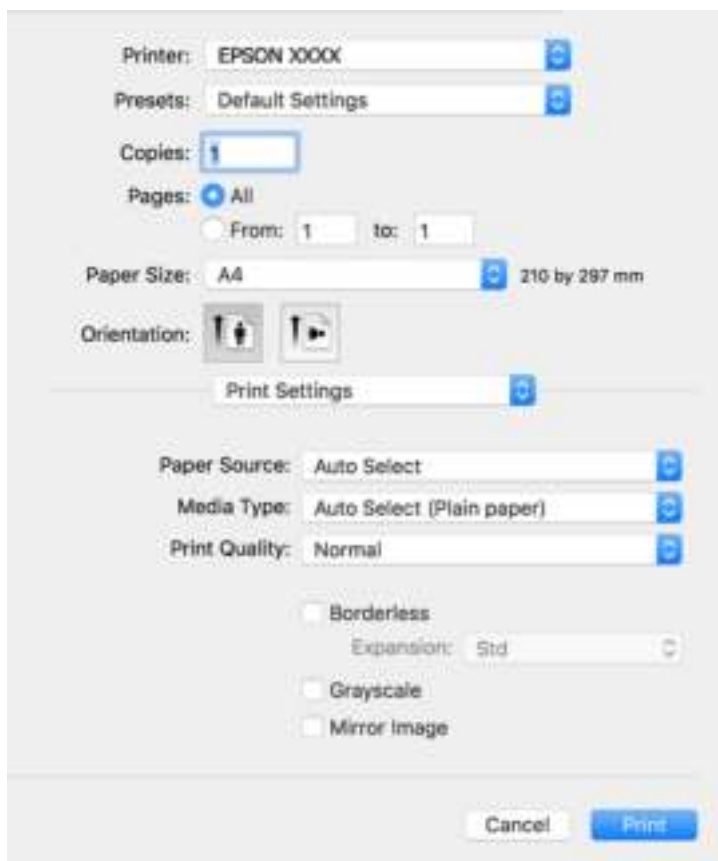 Printer: EPSON XXXX
Presets: Default Settings
Copies: 1
Pages: All
From: 1 to: 1
Paper Size: A4 210 by 297 mm
Orientation:
Print Settings
Paper Source: Auto Select
Media Type: Auto Select (Plain paper)
Print Quality: Normal
Borderless
Expansion: Std
Grayscale
Mirror Image
Cancel Print